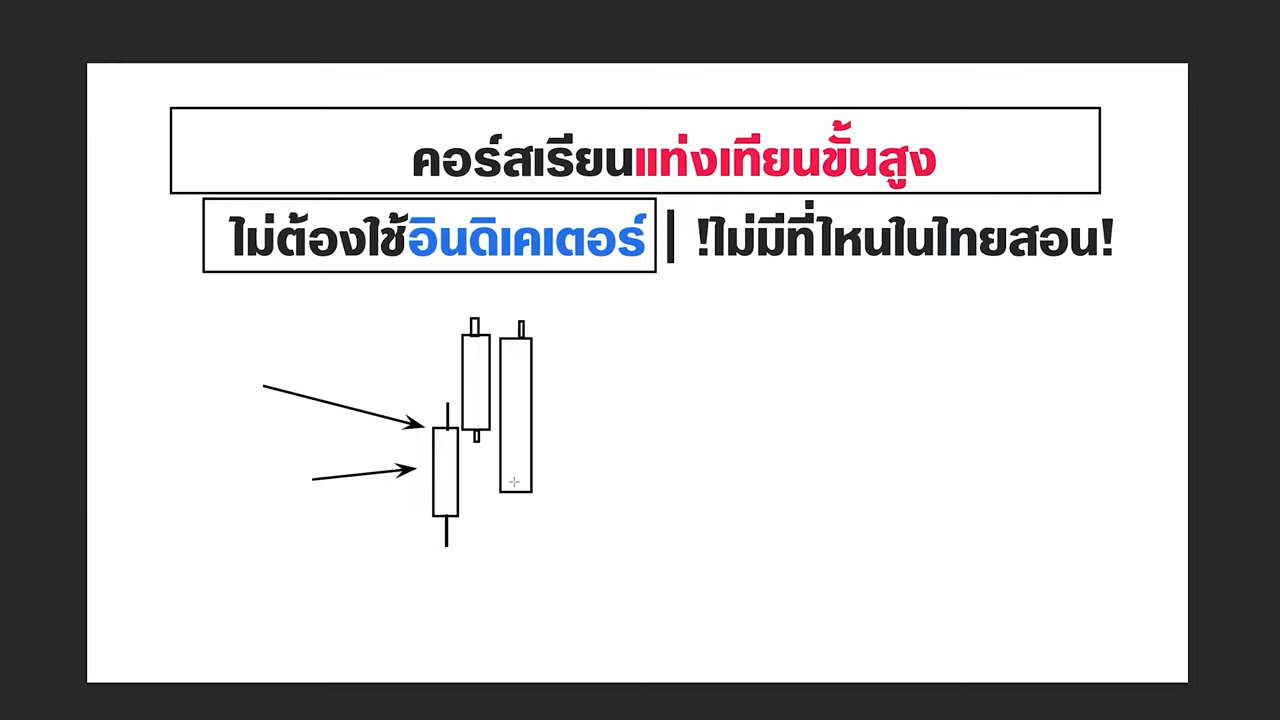 คอร์สเรียนแท่งเทียนขั้นสูง
ไม่ต้องใช้อินดิเคเตอร์ | !ไม่มีที่ไหนในไทยสอน!